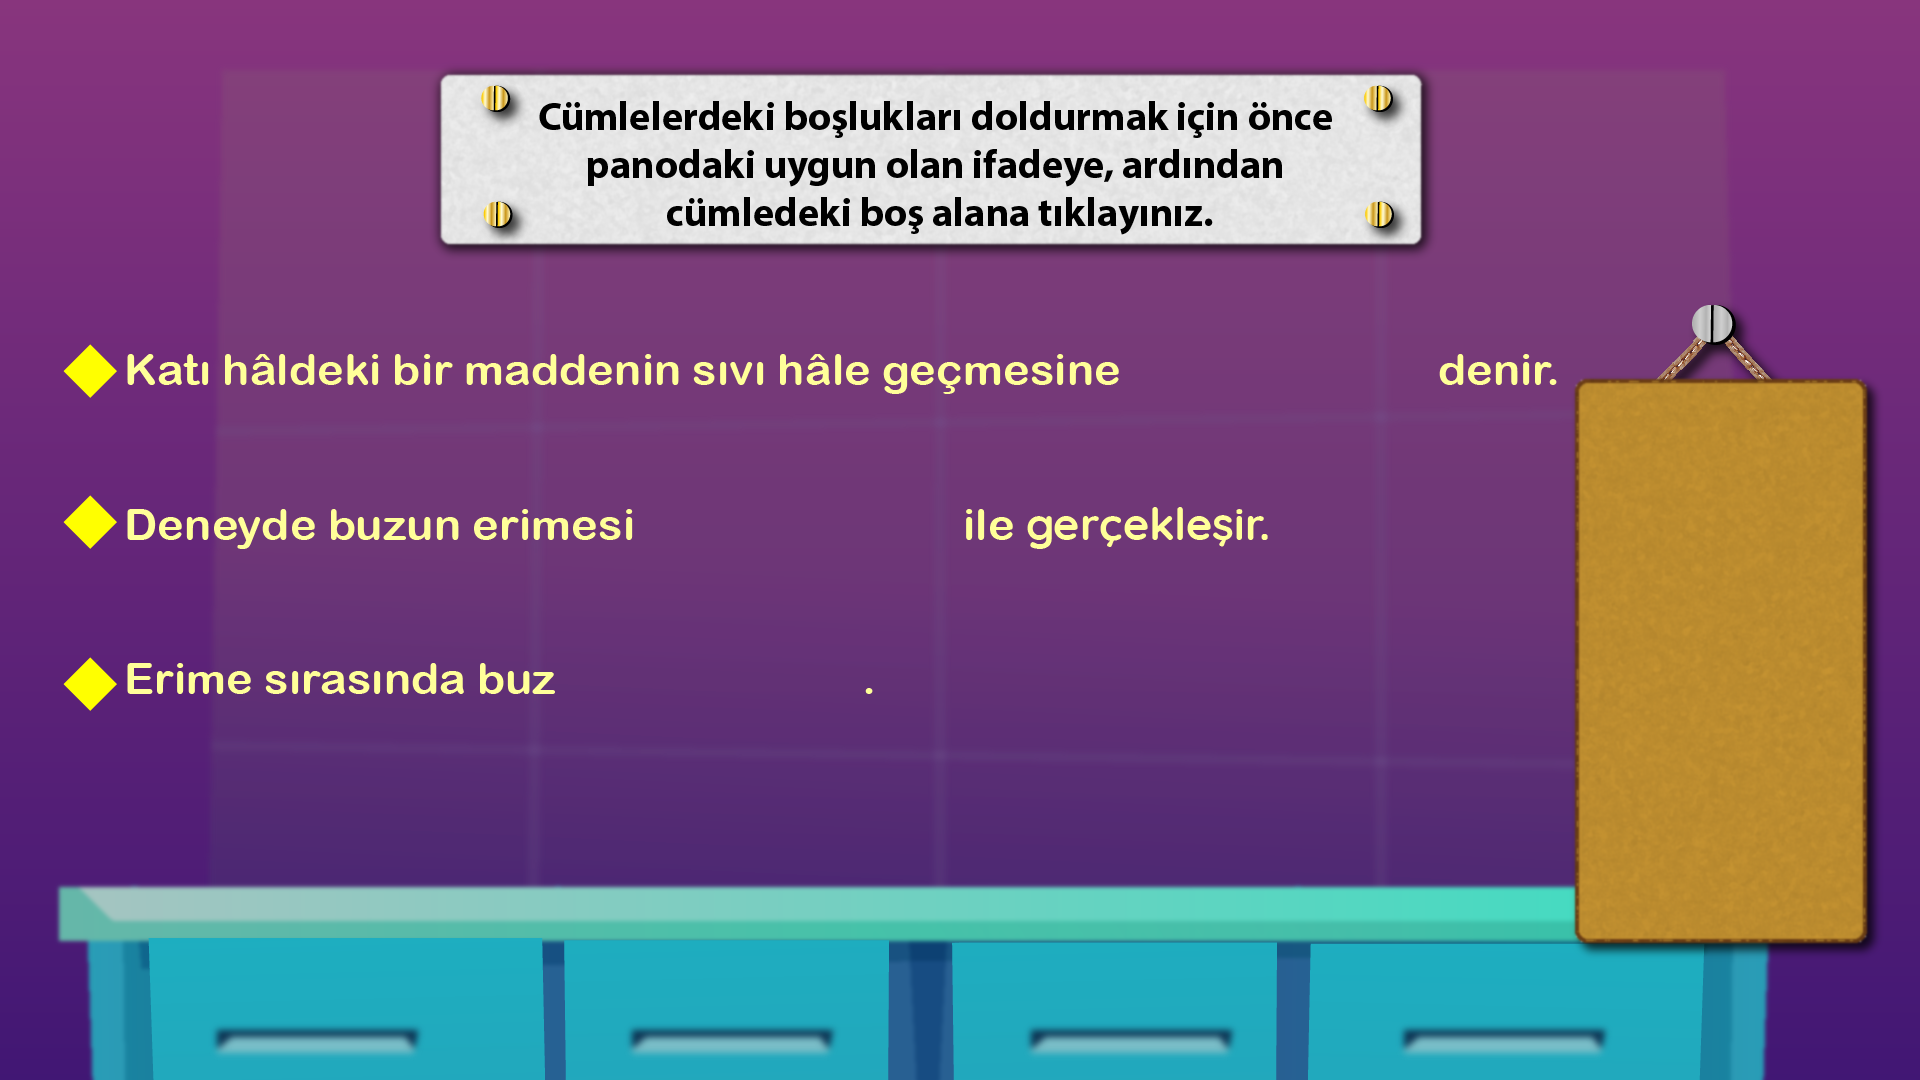 Cümlelerdeki boşlukları doldurmak için önce
panodaki uygun olan ifadeye, ardından
cümledeki boş alana tıklayınız.
Katı hâldeki bir maddenin sıvı hâle geçmesine denir.
Deneyde buzun erimesi ile gerçekleşir.
Erime sırasında buz .